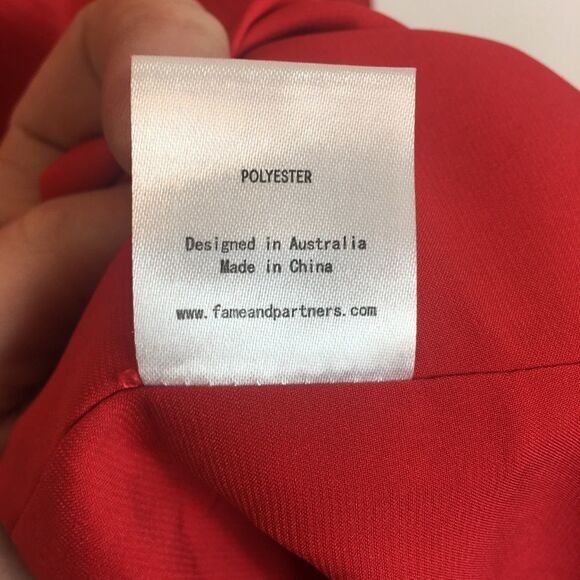 POLYESTER
Designed in Australia
Made in China
www.fameandpartners.com